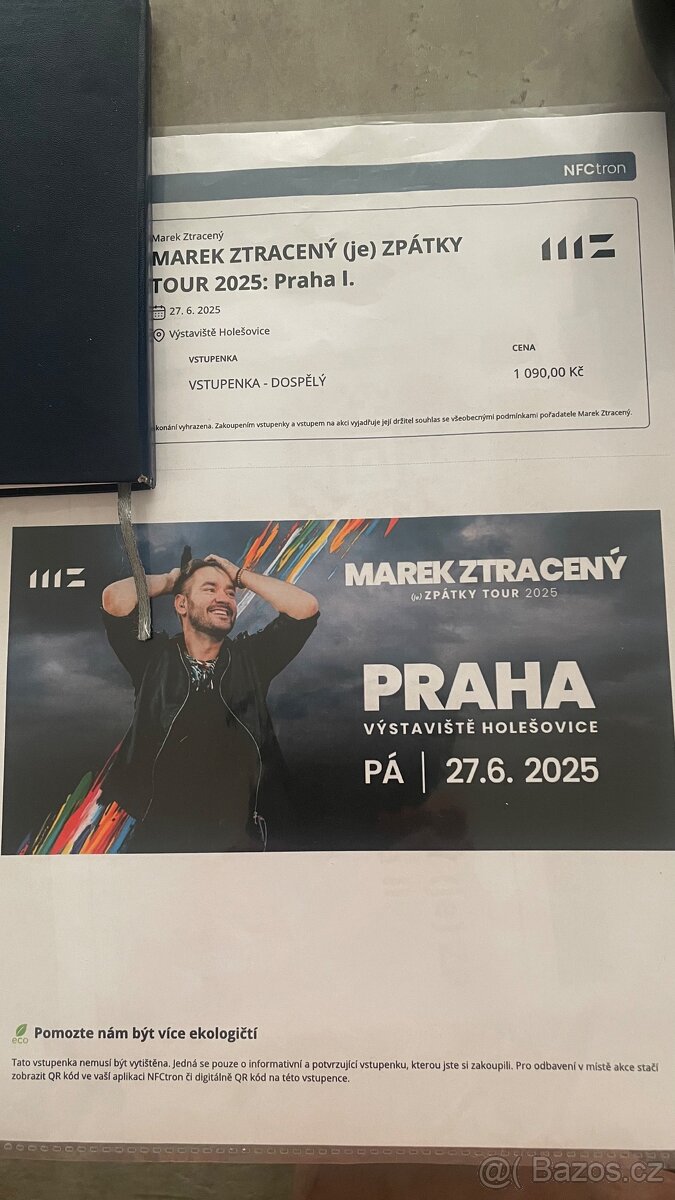 NFCtron
Marek Ztracený
MAREK ZTRACENÝ (je) ZPÁTKY
TOUR 2025: Praha I.
27. 6. 2025
Výstaviště Holešovice
VSTUPENKA
CENA
VSTUPENKA - DOSPĚLÝ
1 090,00 Kč
konání vyhrazena. Zakoupením vstupenky a vstupem na akci vyjadřuje její držitel souhlas se všeobecnými podmínkami pořadatele Marek Ztracený.
MAREK ZTRACENÝ
(je) ZPÁTKY TOUR 2025
PRAHA
VÝSTAVIŠTĚ HOLEŠOVICE
PÁ | 27.6. 2025
eco Pomozte nám být více ekologičtí
Tato vstupenka nemusí být vytištěna. Jedná se pouze o informativní a potvrzující vstupenku, kterou jste si zakoupili. Pro odbavení v místě akce stačí
zobrazit QR kód ve vaší aplikaci NFCtron či digitálně QR kód na této vstupence.
@( Bazos.cz